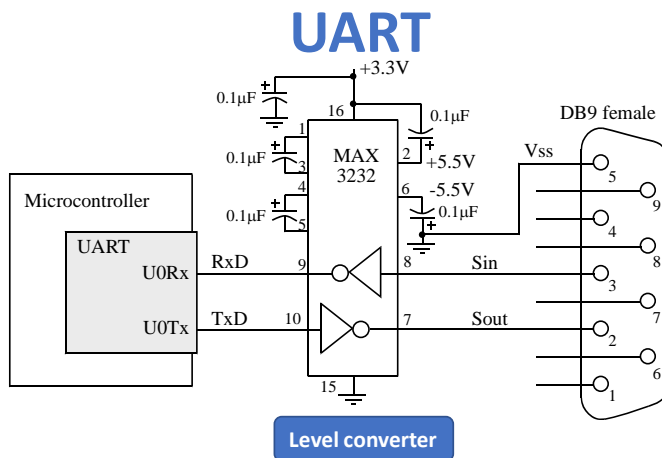 UART
+3.3V
+
0.1µF
16
0.1µF
DB9 female
1
MAX
3232
+
0.1µF
3
2
+
+5.5V
Vss
5
4
6
-5.5V
9
Microcontroller
+
0.1µF
5
0.1µF
+
4
UART
8
U0Rx
RxD
9
8
Sin
3
7
U0Tx
TxD
10
7
Sout
2
6
15
1
Level converter